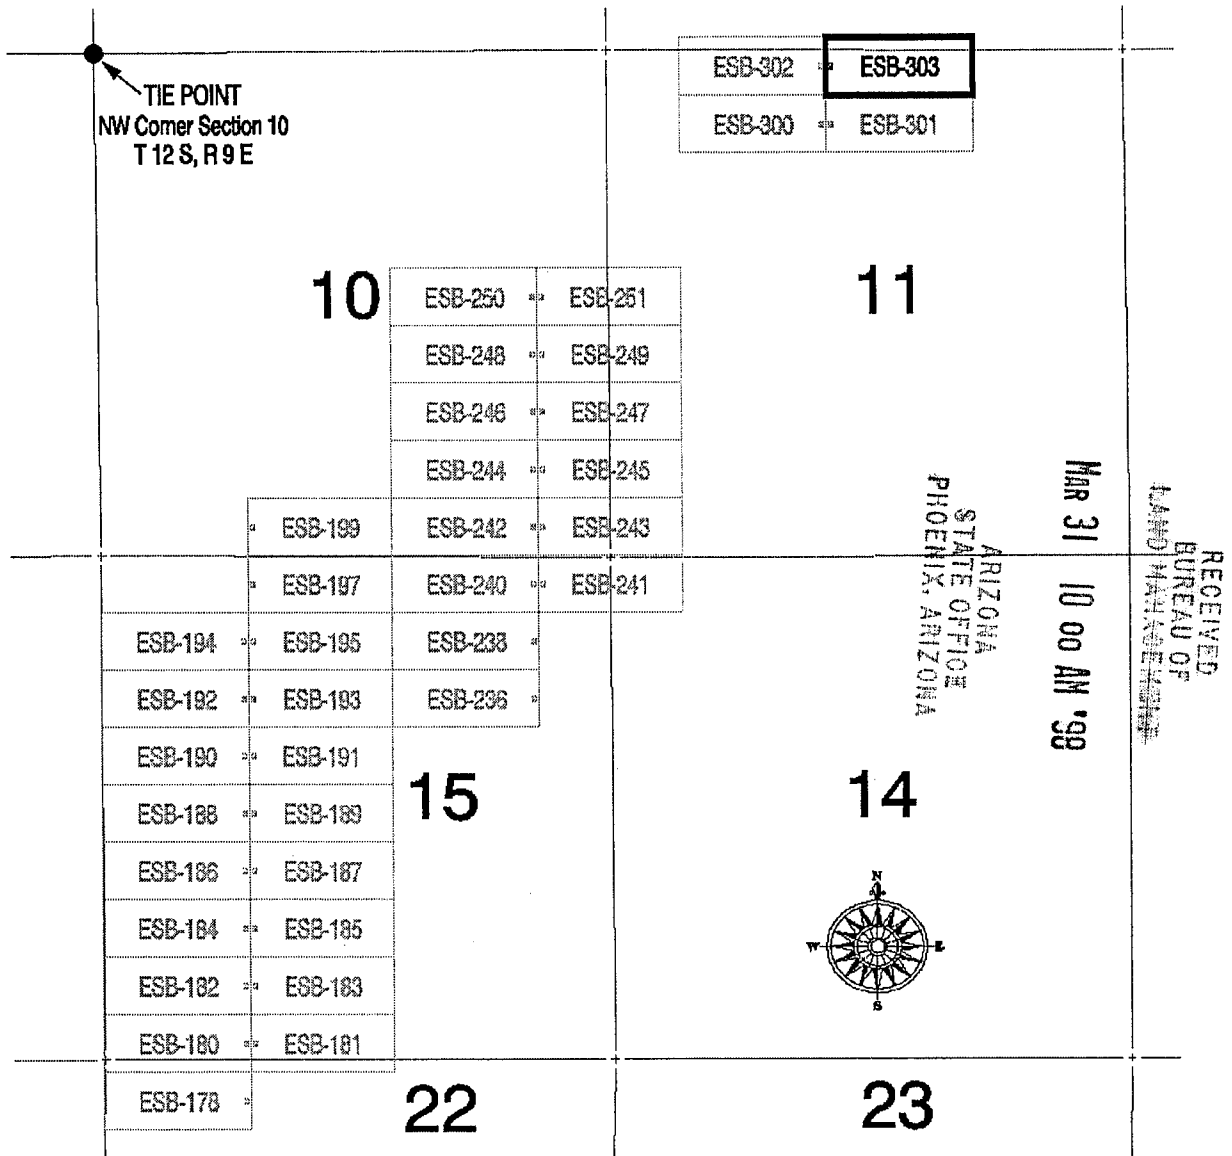 ESB-302 ESB-303
TIE POINT
NW Corner Section 10
T 12 S, R 9 E
ESB-300 ESB-301
10 11
ESB-250 ESB-251
ESB-248 ESB-249
ESB-246 ESB-247
ESB-244 ESB-245
ESB-199 ESB-242 ESB-243
ESB-197 ESB-240 ESB-241
ESB-194 ESB-195 ESB-238
ESB-192 ESB-193 ESB-236
ESB-190 ESB-191
15 14
ESB-188 ESB-189
ESB-186 ESB-187
ESB-184 ESB-185
ESB-182 ESB-183
ESB-180 ESB-181
ESB-178
22 23
N
W E
S
RECEIVED
BUREAU OF
LAND MANAGEMENT
MAR 31 10 00 AM '98
ARIZONA
STATE OFFICE
PHOENIX, ARIZONA